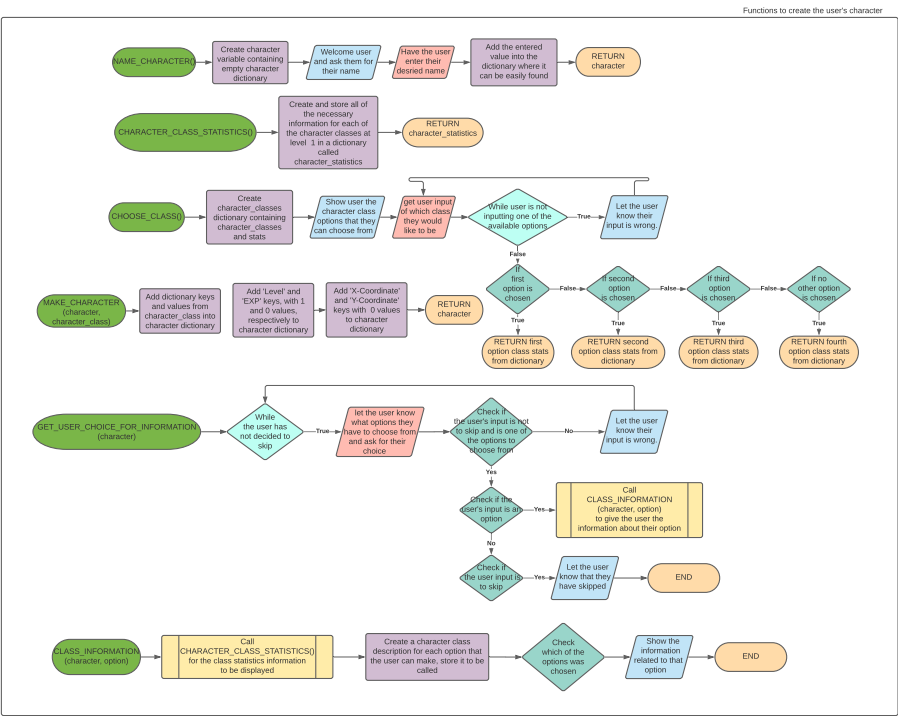 Functions to create the user's character
NAME_CHARACTER()
Create character
variable containing
empty character
dictionary
Welcome user
and ask them for
their name
Have the user
enter their
desried name
Add the entered
value into the
dictionary where it
can be easily found
RETURN
character
CHARACTER_CLASS_STATISTICS()
Create and store all of
the necessary
information for each of
the character classes at
level 1 in a dictionary
called
character_statistics
RETURN
character_statistics
CHOOSE_CLASS()
Create
character_classes
dictionary containing
character_classes
and stats
Show user the
character class
options that they
can choose from
get user input
of which class
they would
like to be
While user is not
inputting one of the
available options
True
Let the user
know their
input is wrong.
False
If
first
option is
chosen
False
If second
option
is chosen
False
If third
option
is chosen
False
If no
other option
is chosen
True
True
True
True
RETURN first
option class stats
from dictionary
RETURN second
option class stats from
dictionary
RETURN third
option class stats
from dictionary
RETURN fourth
option class stats
from dictionary
MAKE_CHARACTER
(character,
character_class)
Add dictionary keys
and values from
character_class into
character dictionary
Add 'Level' and
'EXP' keys, with 1
and 0 values,
respectively to
character dictionary
Add 'X-Coordinate'
and 'Y-Coordinate'
keys with 0 values
to character
dictionary
RETURN
character
GET_USER_CHOICE_FOR_INFORMATION
(character)
While
the user has
not decided to
skip
True
let the user know
what options they
have to choose from
and ask for their
choice
Check if
the user's input is not
to skip and is one of
the options to
choose from
No
Let the user
know their
input is wrong.
Yes
Check if the
user's input is an
option
Yes
Call
CLASS_INFORMATION
(character, option)
to give the user the
information about their option
No
Check if
the user input is
to skip
Yes
Let the user
know that they
have skipped
END
CLASS_INFORMATION
(character, option)
Call
CHARACTER_CLASS_STATISTICS()
for the class statistics information
to be displayed
Create a character class
description for each option that
the user can make, store it to be
called
Check
which of the
options was
chosen
Show the
information
related to that
option
END